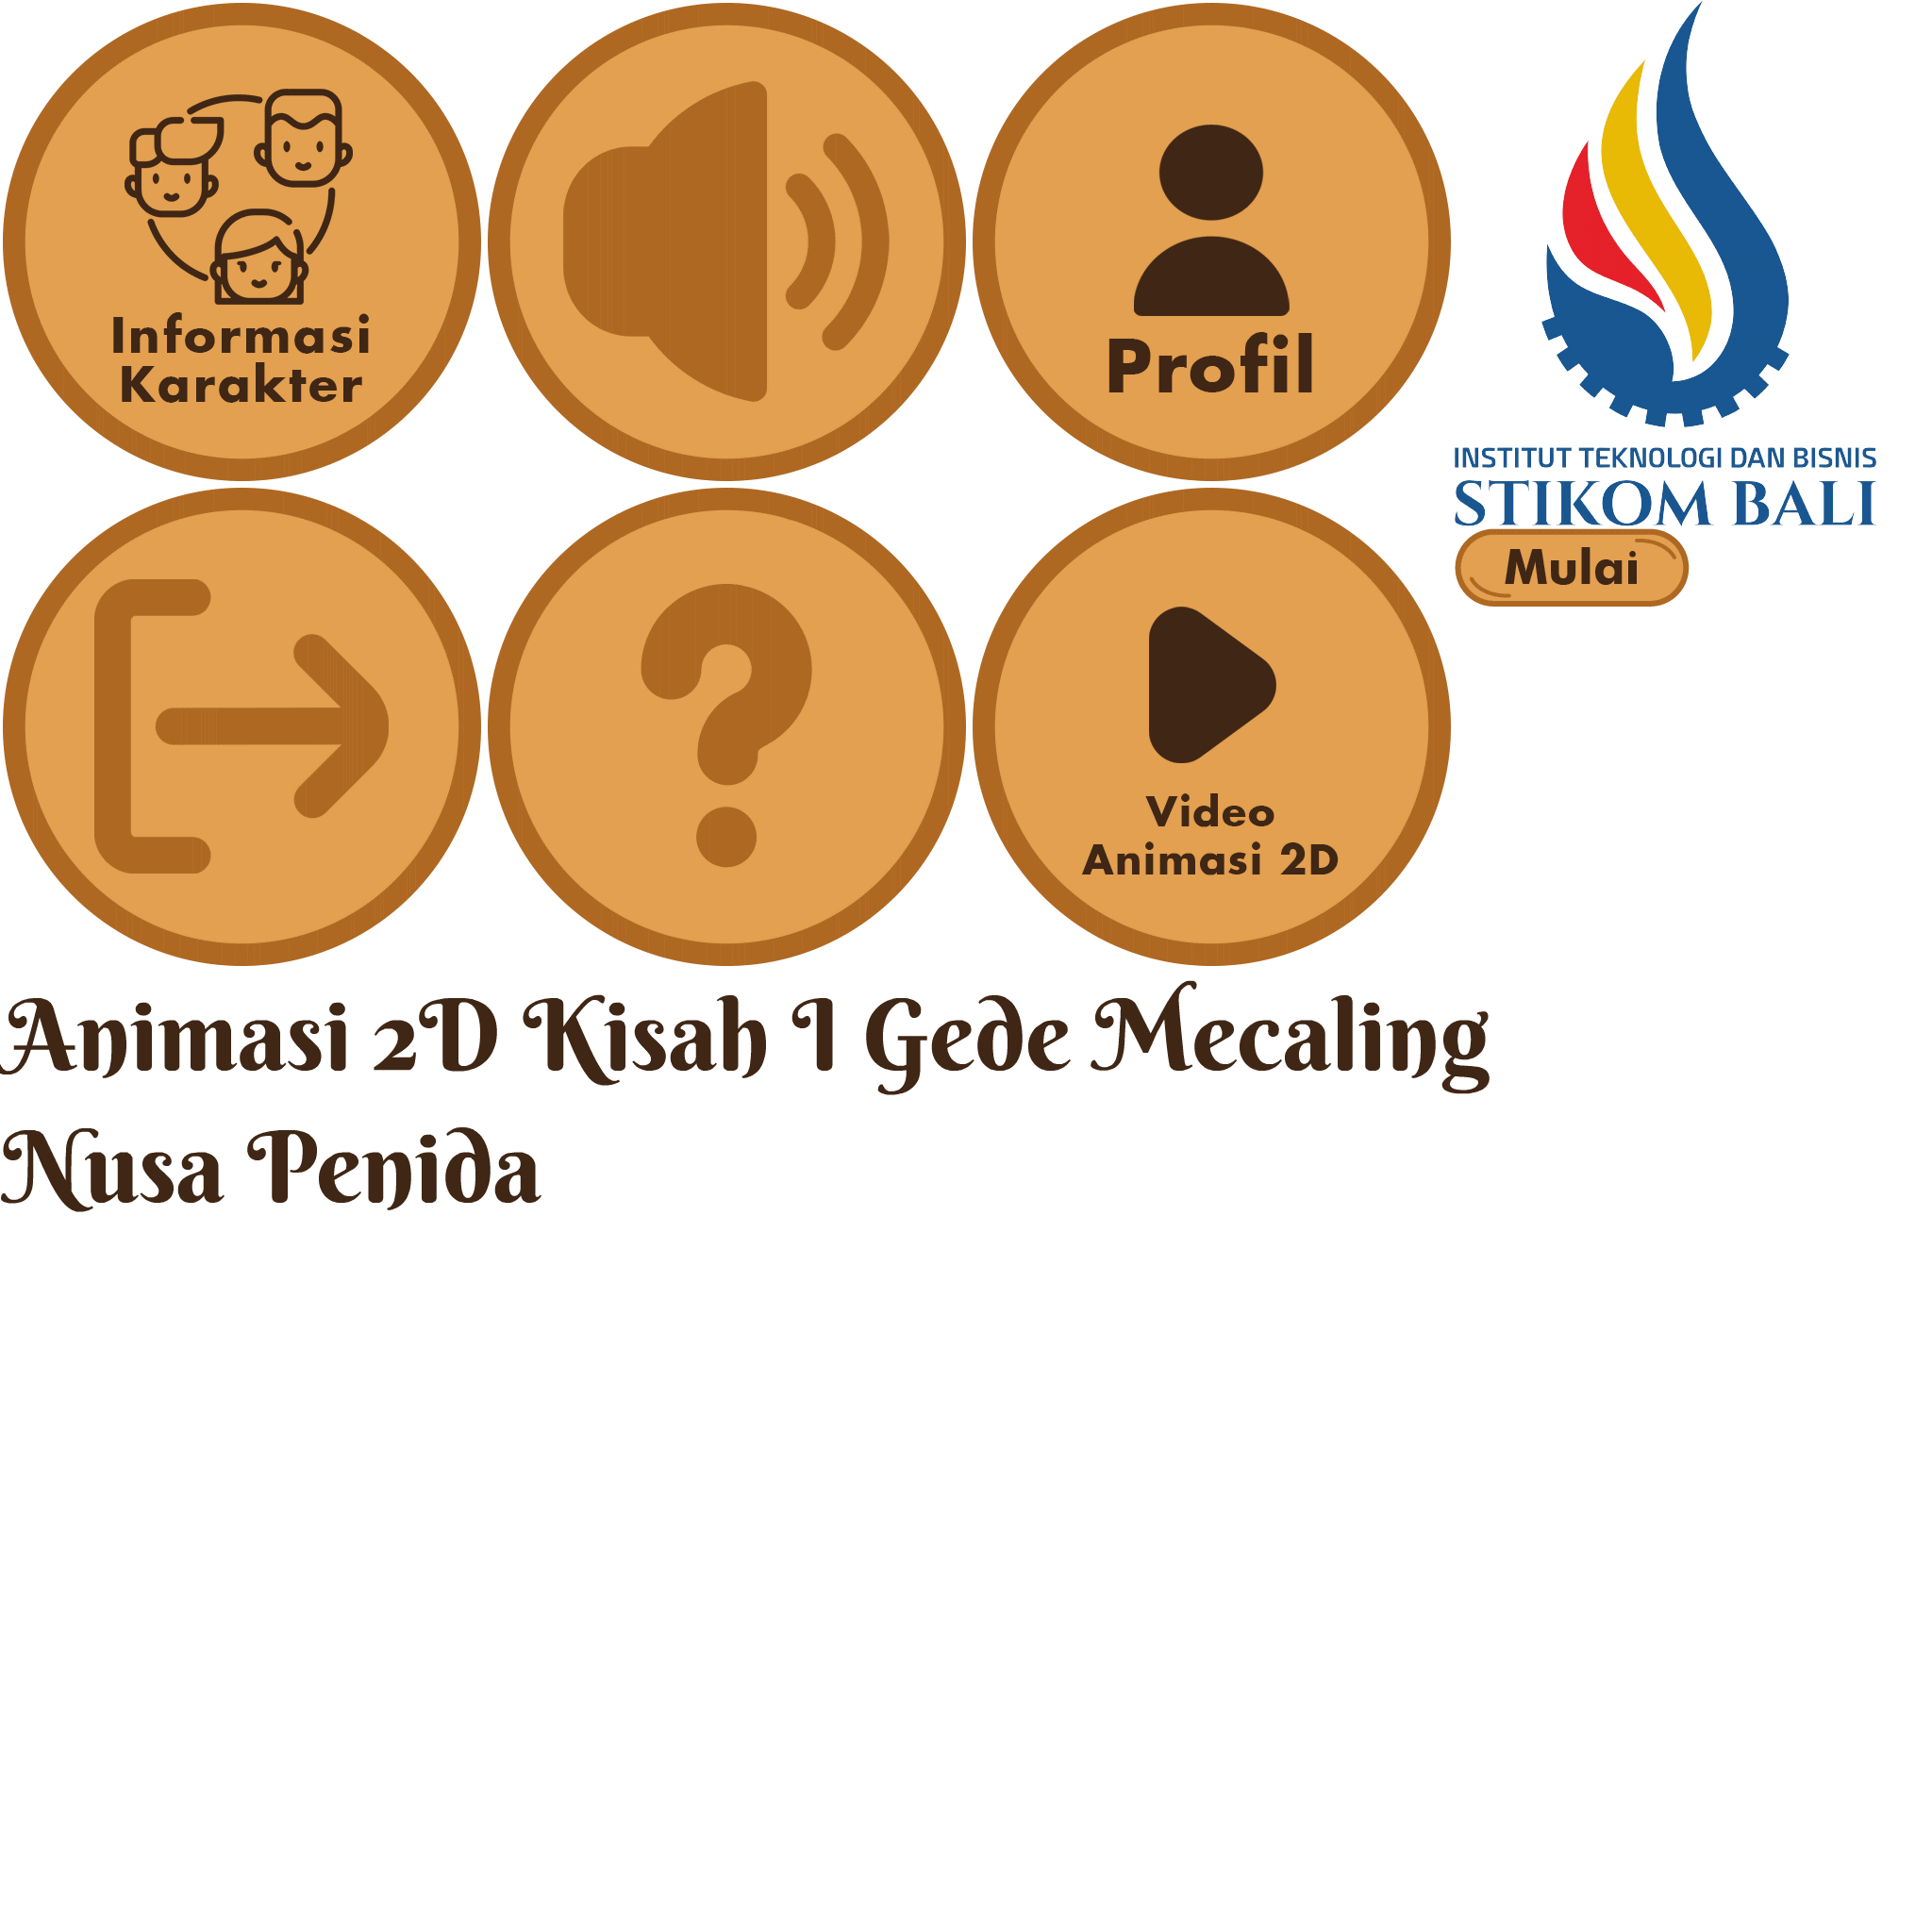 Informasi
Karakter
Profil
INSTITUT TEKNOLOGI DAN BISNIS
STIKOM BALI
Mulai
?
Video
Animasi 2D
Animasi 2D Kisah I Gede Mecaling
Nusa Penida